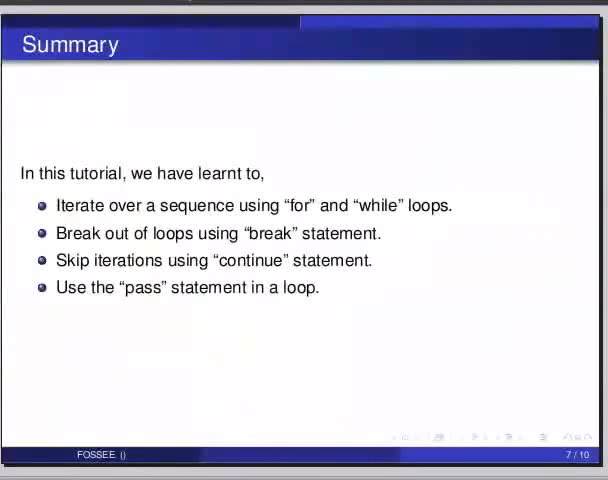 Summary
In this tutorial, we have learnt to,
Iterate over a sequence using “for” and “while” loops.
Break out of loops using “break” statement.
Skip iterations using “continue” statement.
Use the “pass” statement in a loop.
FOSSEE ()
7 / 10